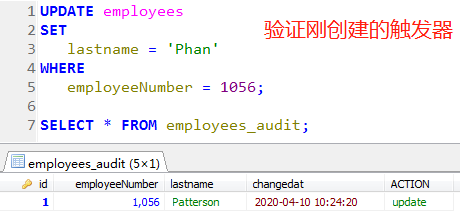 1 UPDATE employees
2 SET
3 lastname = 'Phan'
4 WHERE
5 employeeNumber = 1056;
6
7 SELECT * FROM employees_audit;
验证刚创建的触发器
employees_audit (5×1)
id employeeNumber lastname changedat ACTION
1 1,056 Patterson 2020-04-10 10:24:20 update